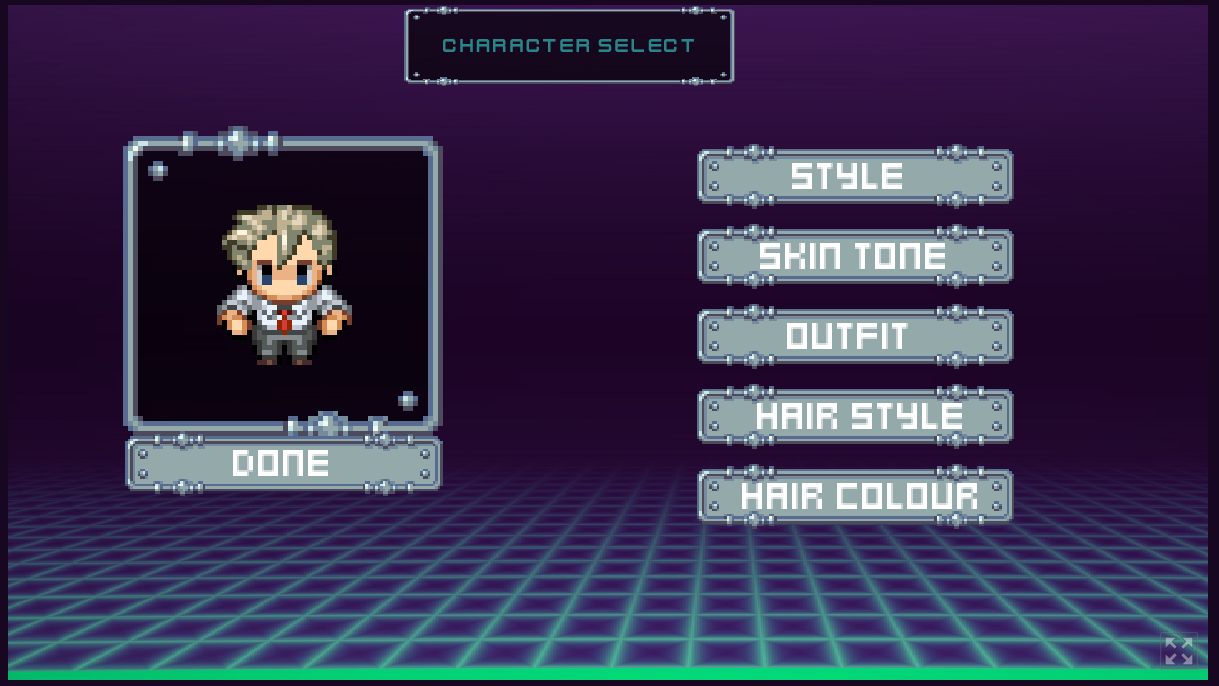 CHARACTER SELECT
STYLE
SKIN TONE
OUTFIT
HAIR STYLE
DONE
HAIR COLOUR